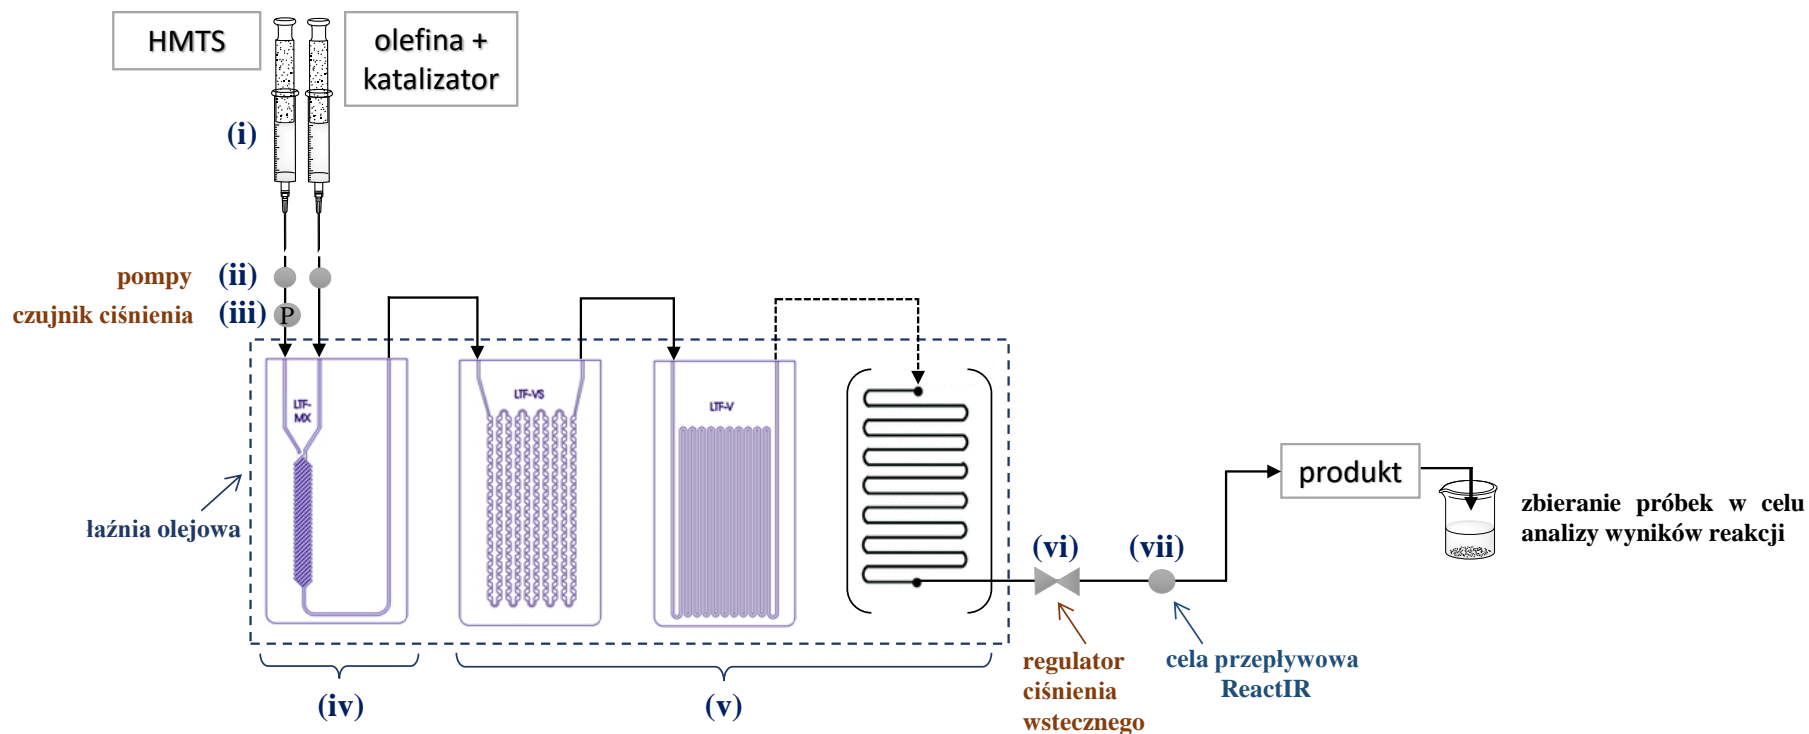 HMTS
olefina +
katalizator
(i)
pompy (ii)
czujnik ciśnienia (iii) P
LTF-
MX
LTF-VS
LTF-V
łaźnia olejowa
(iv)
(v)
(vi)
(vii)
regulator
ciśnienia
wstecznego
cela przepływowa
ReactIR
produkt
zbieranie próbek w celu
analizy wyników reakcji